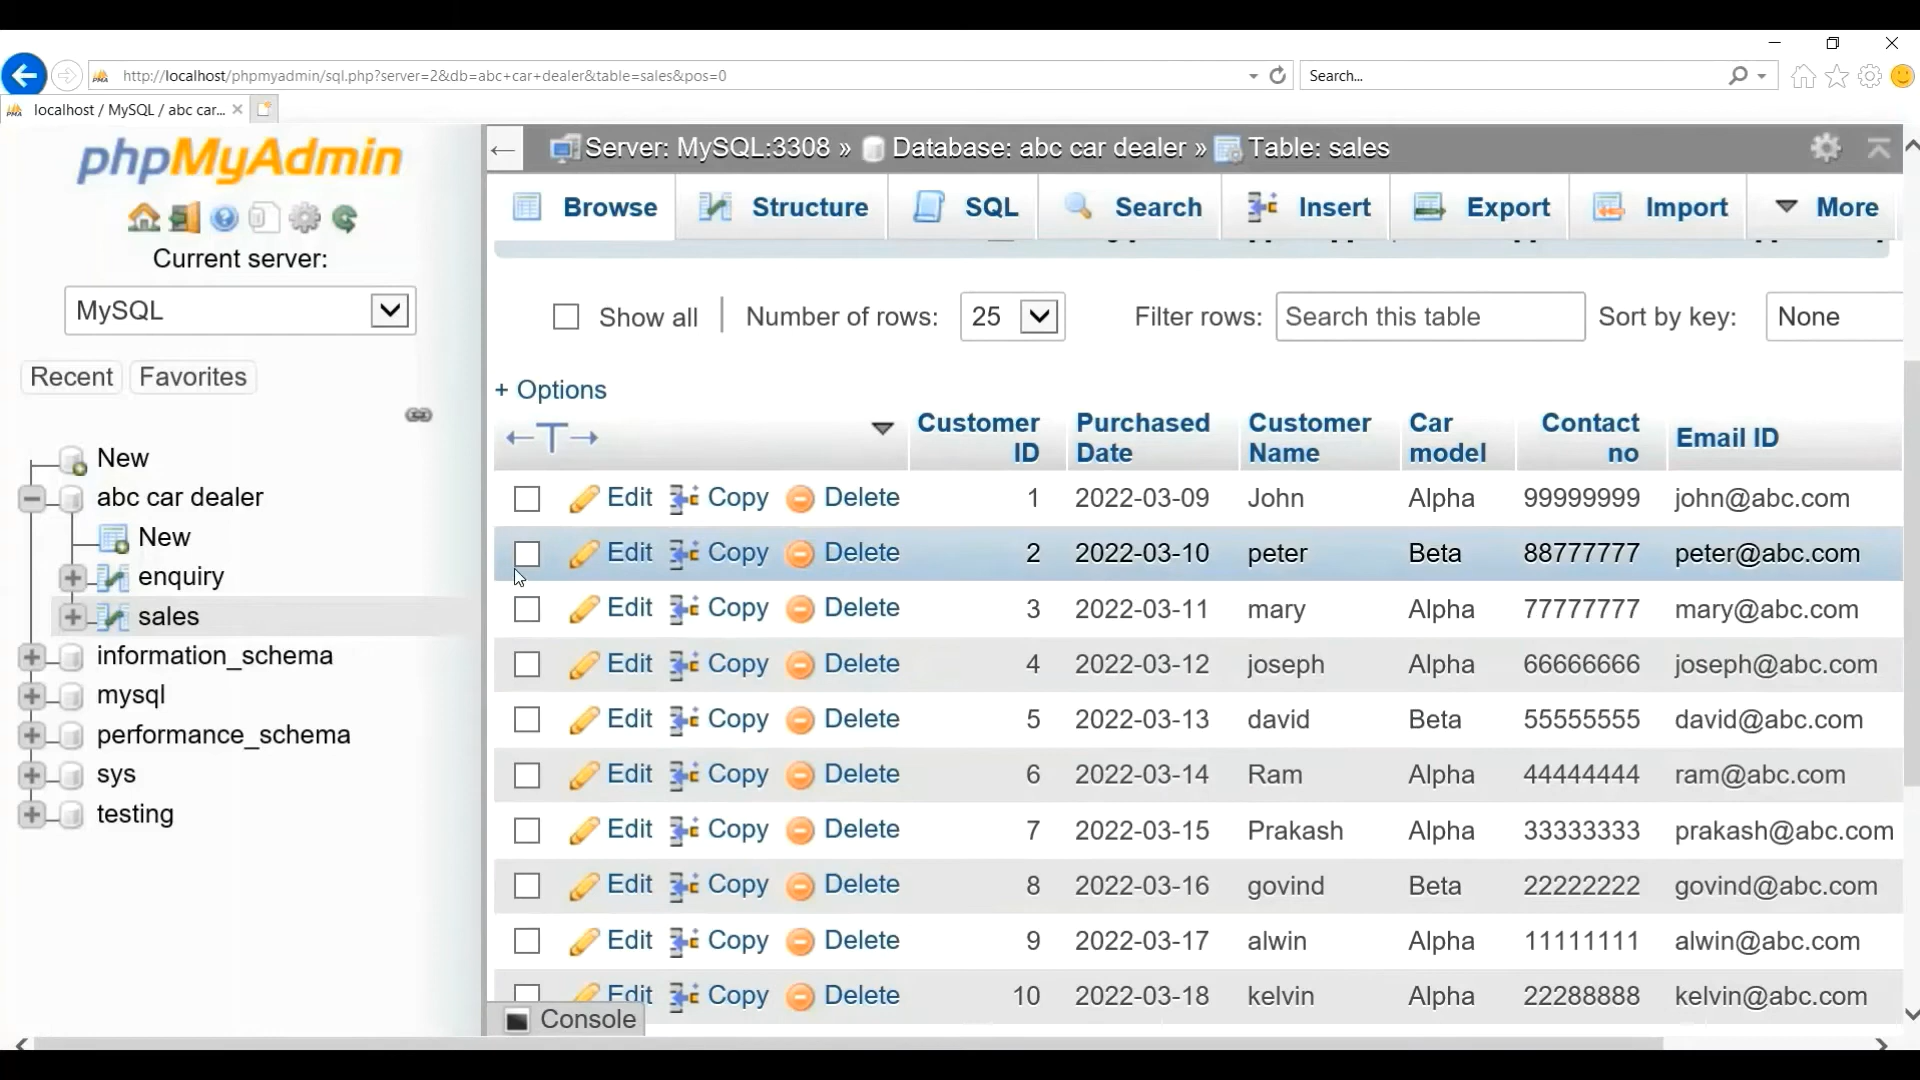 http://localhost/phpmyadmin/sql.php?server=2&db=abc+car+dealer&table=sales&pos=0
Search...
localhost / MySQL / abc car...
phpMyAdmin
Current server:
MySQL
Recent Favorites
New
abc car dealer
New
enquiry
sales
information_schema
mysql
performance_schema
sys
testing
Server: MySQL:3308 » Database: abc car dealer » Table: sales
Browse Structure SQL Search Insert Export Import More
Show all Number of rows: 25 Filter rows: Search this table Sort by key: None
+ Options
Customer ID Purchased Date Customer Name Car model Contact no Email ID
Edit Copy Delete 1 2022-03-09 John Alpha 99999999 john@abc.com
Edit Copy Delete 2 2022-03-10 peter Beta 88777777 peter@abc.com
Edit Copy Delete 3 2022-03-11 mary Alpha 77777777 mary@abc.com
Edit Copy Delete 4 2022-03-12 joseph Alpha 66666666 joseph@abc.com
Edit Copy Delete 5 2022-03-13 david Beta 55555555 david@abc.com
Edit Copy Delete 6 2022-03-14 Ram Alpha 44444444 ram@abc.com
Edit Copy Delete 7 2022-03-15 Prakash Alpha 33333333 prakash@abc.com
Edit Copy Delete 8 2022-03-16 govind Beta 22222222 govind@abc.com
Edit Copy Delete 9 2022-03-17 alwin Alpha 11111111 alwin@abc.com
Edit Copy Delete 10 2022-03-18 kelvin Alpha 22288888 kelvin@abc.com
Console